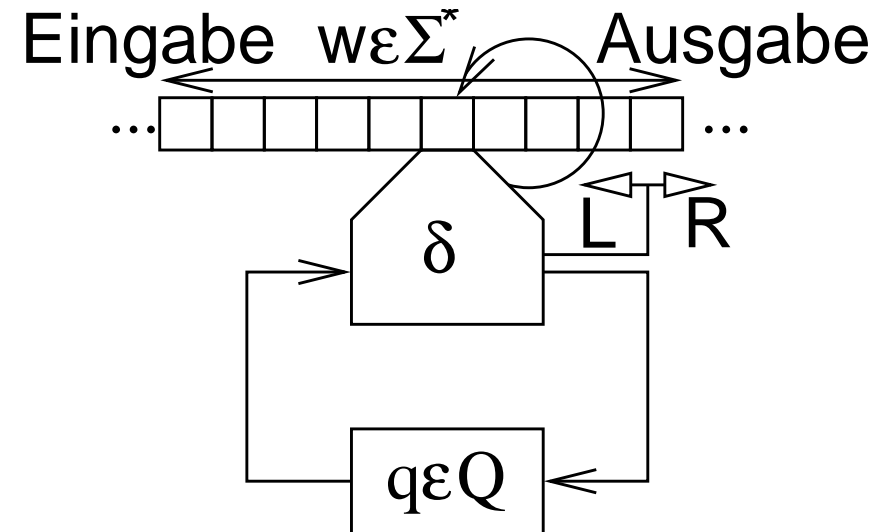 Eingabe wεΣ* Ausgabe
... ...
L R
δ
qεQ